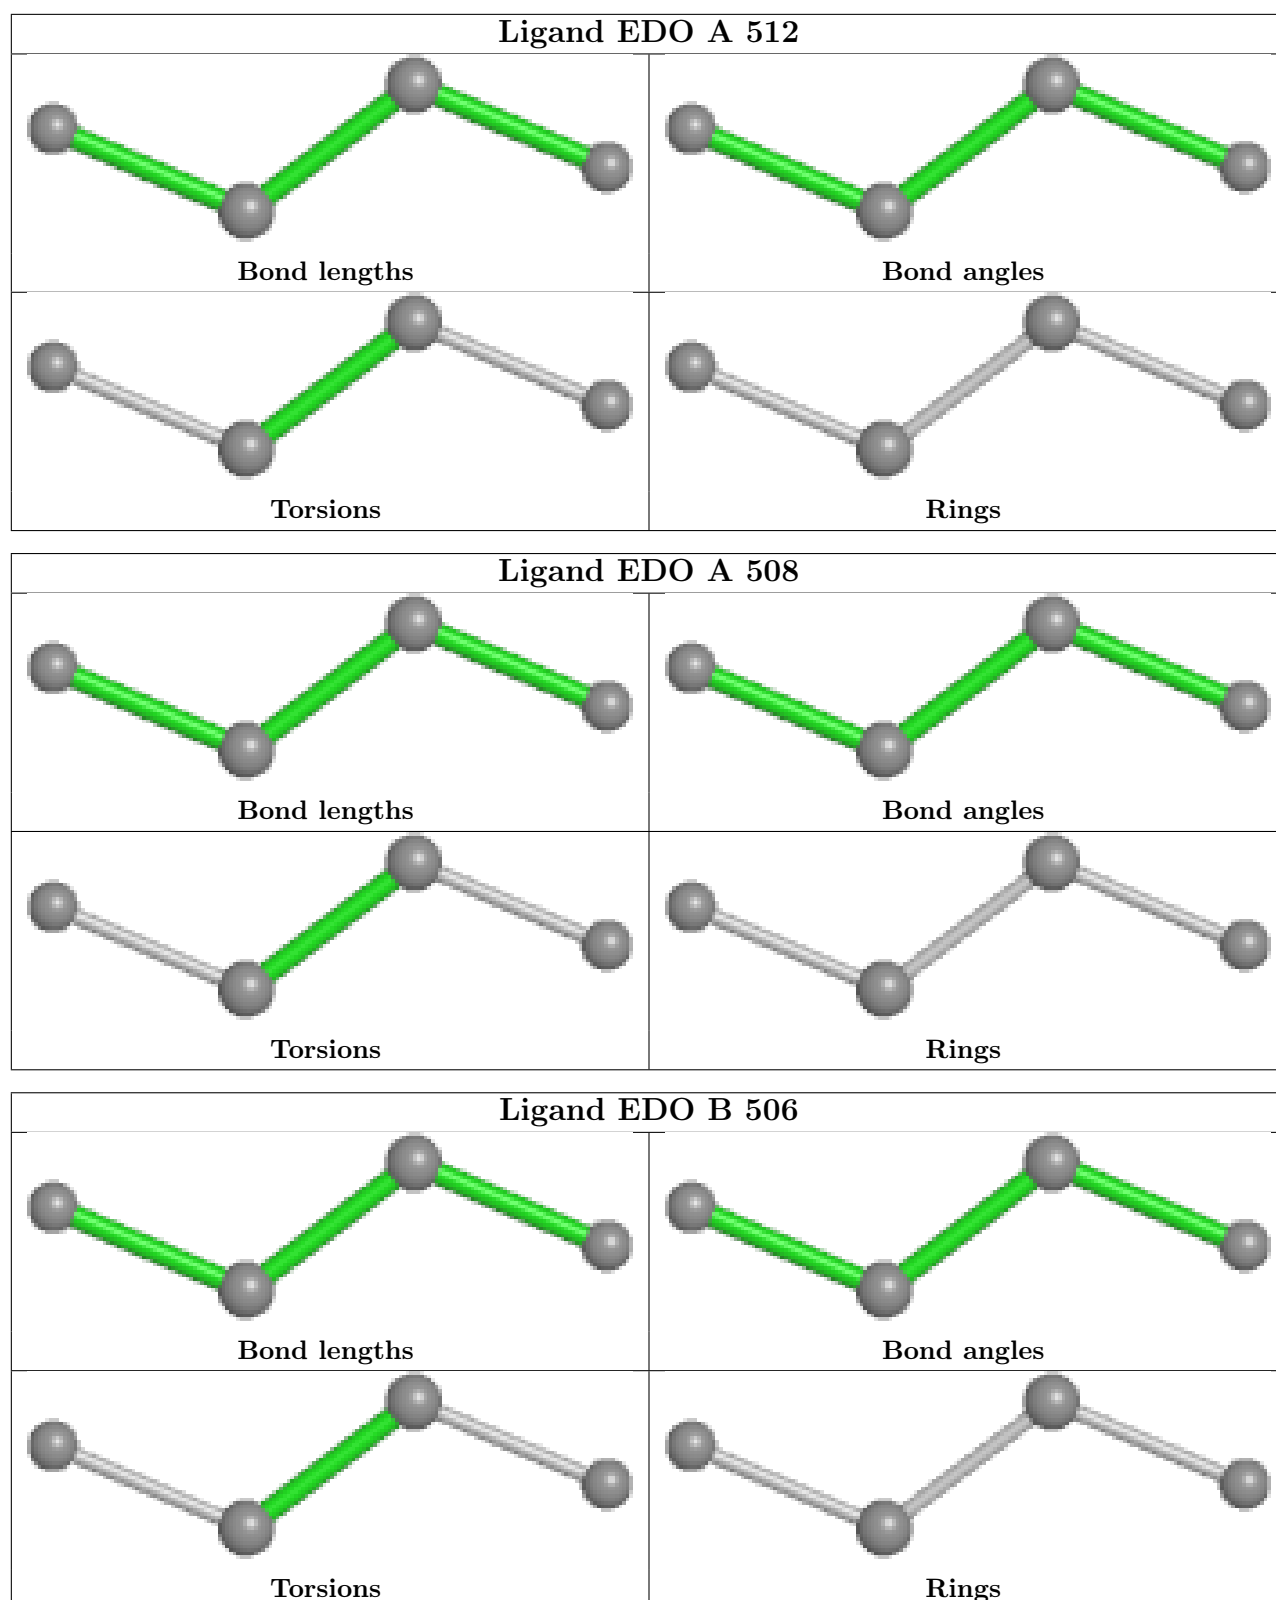 Ligand EDO A 512
Bond lengths
Bond angles
Torsions
Rings
Ligand EDO A 508
Bond lengths
Bond angles
Torsions
Rings
Ligand EDO B 506
Bond lengths
Bond angles
Torsions
Rings